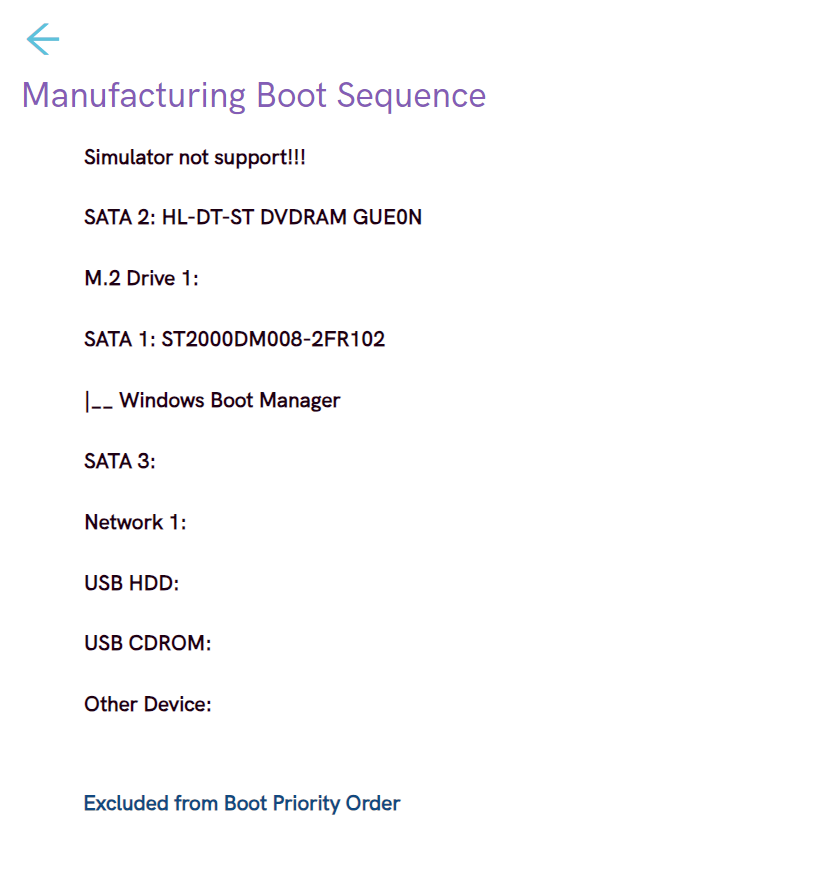 Manufacturing Boot Sequence
Simulator not support!!!
SATA 2: HL-DT-ST DVDRAM GUE0N
M.2 Drive 1:
SATA 1: ST2000DM008-2FR102
|__ Windows Boot Manager
SATA 3:
Network 1:
USB HDD:
USB CDROM:
Other Device:
Excluded from Boot Priority Order